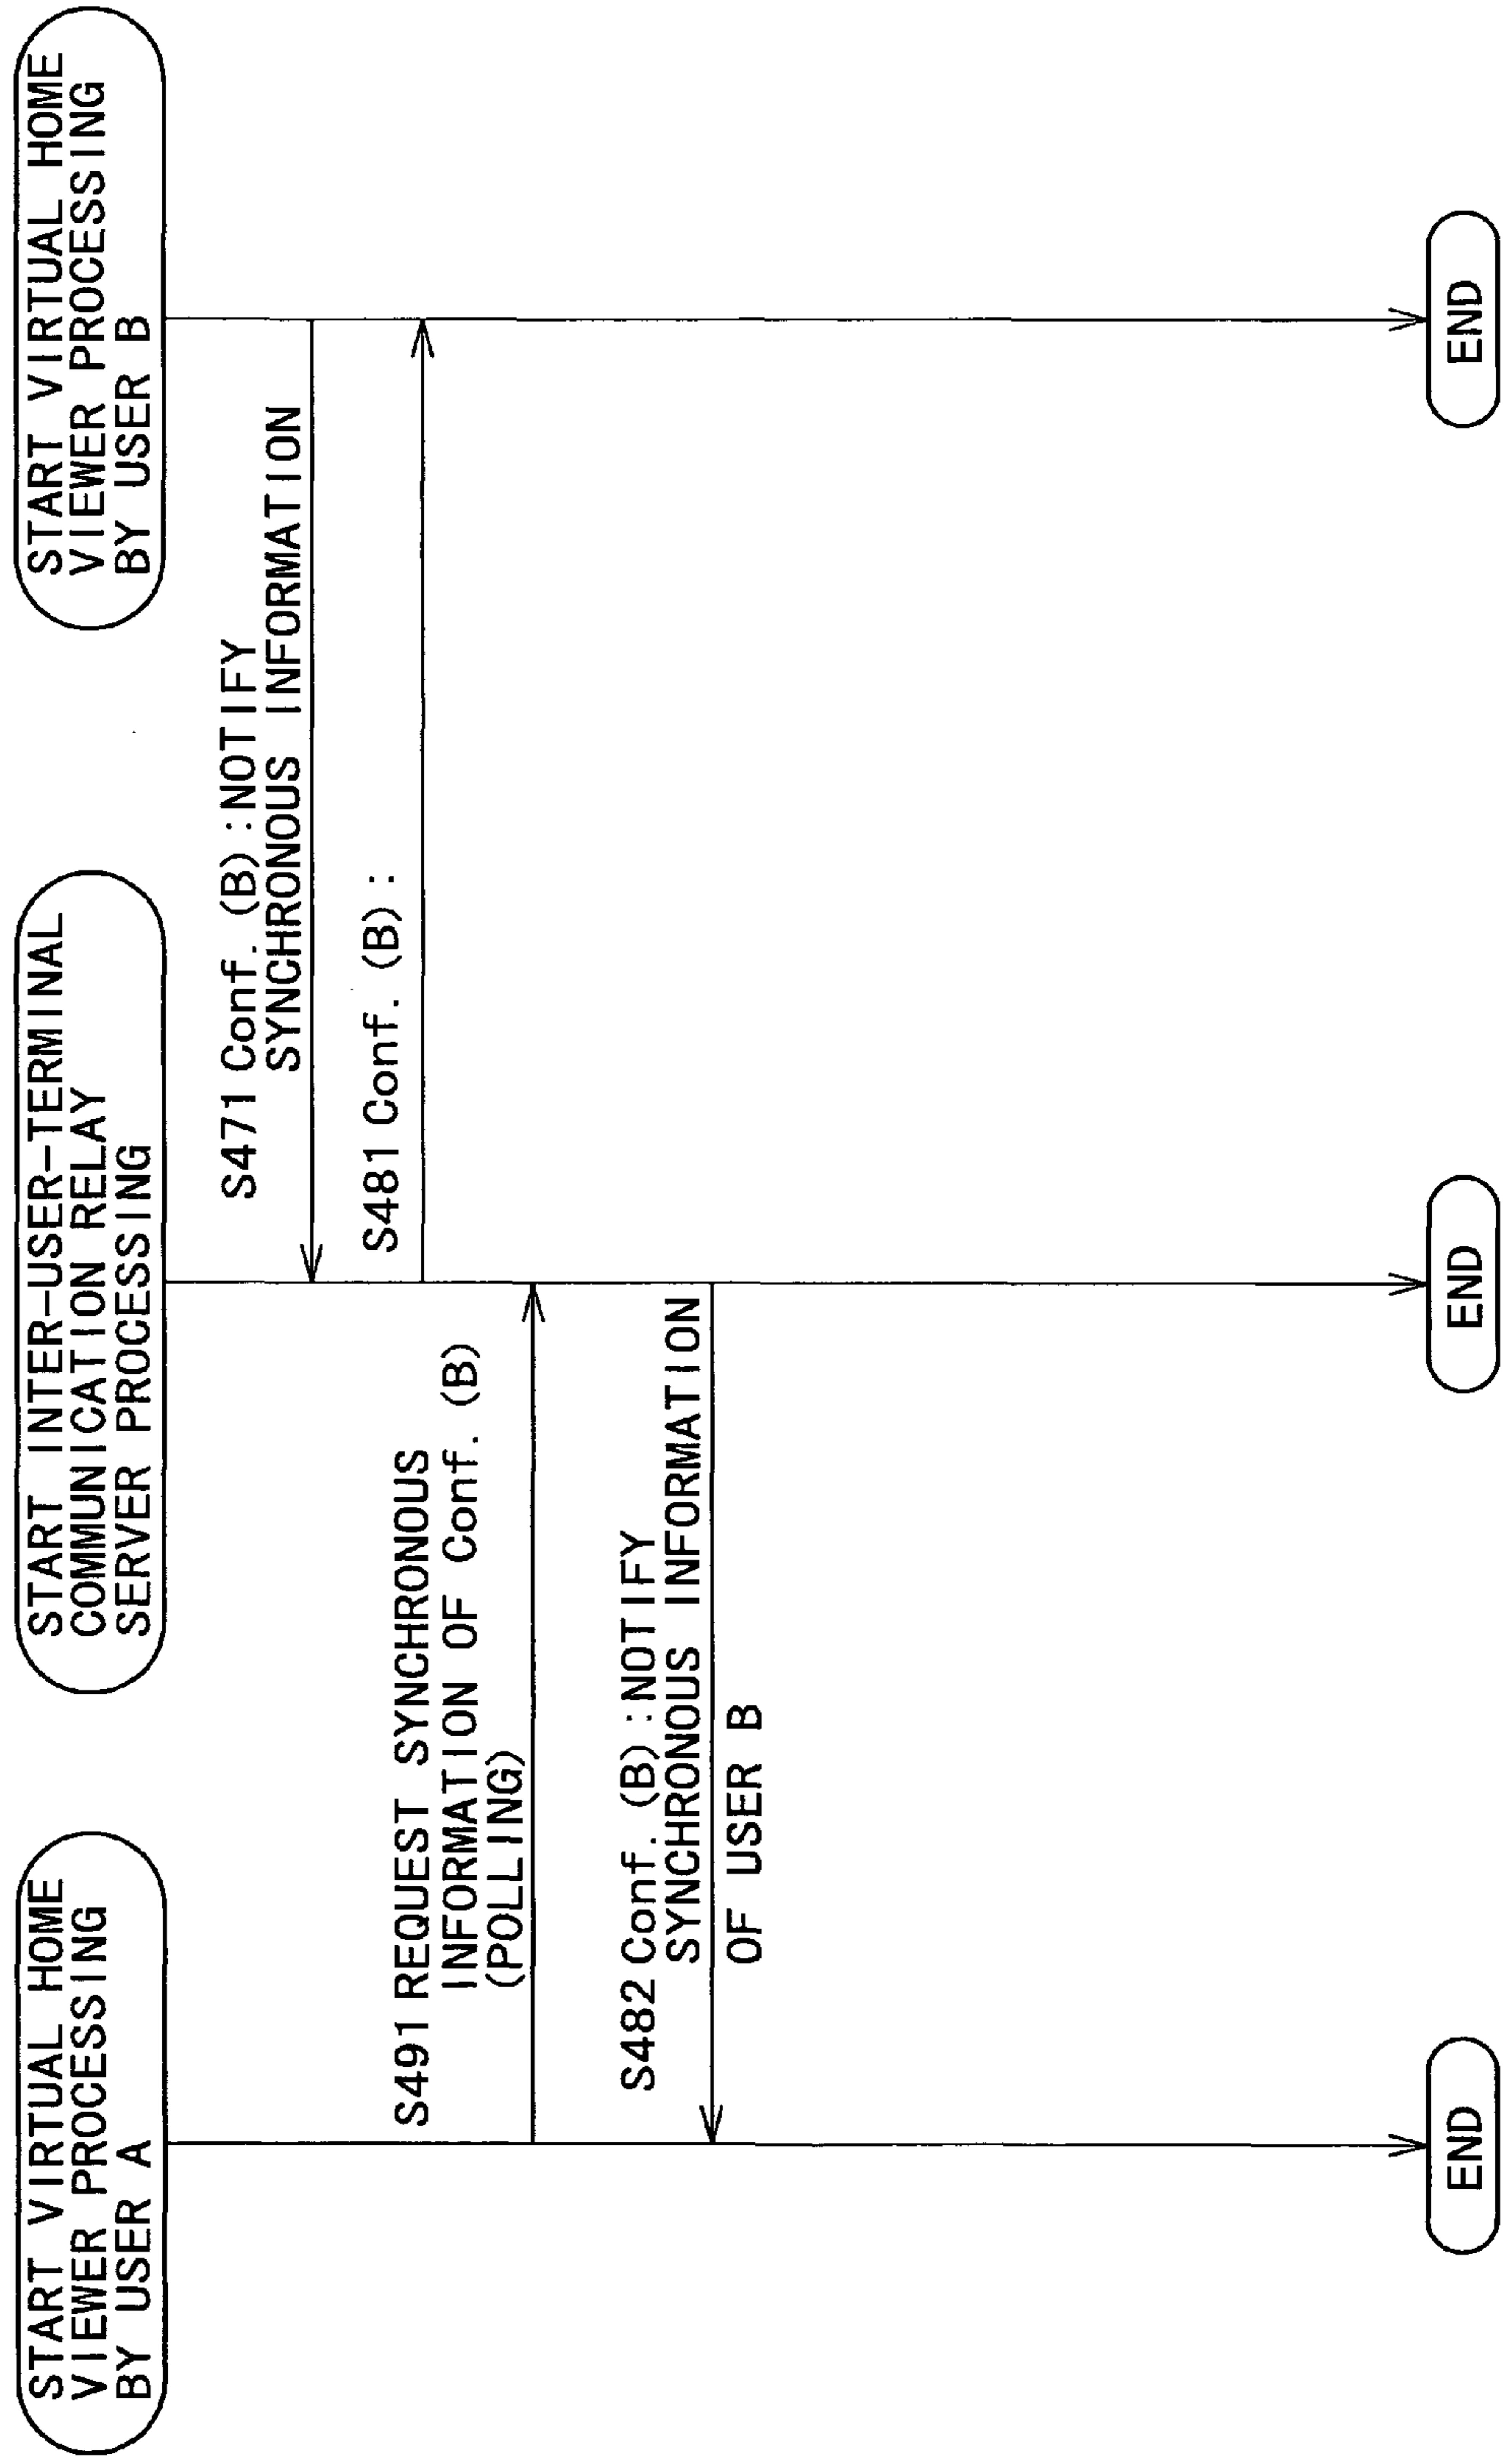 START VIRTUAL HOME
VIEWER PROCESSING
BY USER A
START INTER-USER-TERMINAL
COMMUNICATION RELAY
SERVER PROCESSING
START VIRTUAL HOME
VIEWER PROCESSING
BY USER B
S471 Conf. (B) :NOTIFY
SYNCHRONOUS INFORMATION
S481 Conf. (B) :
S491 REQUEST SYNCHRONOUS
INFORMATION OF Conf. (B)
(POLLING)
S482 Conf. (B) :NOTIFY
SYNCHRONOUS INFORMATION
OF USER B
END
END
END